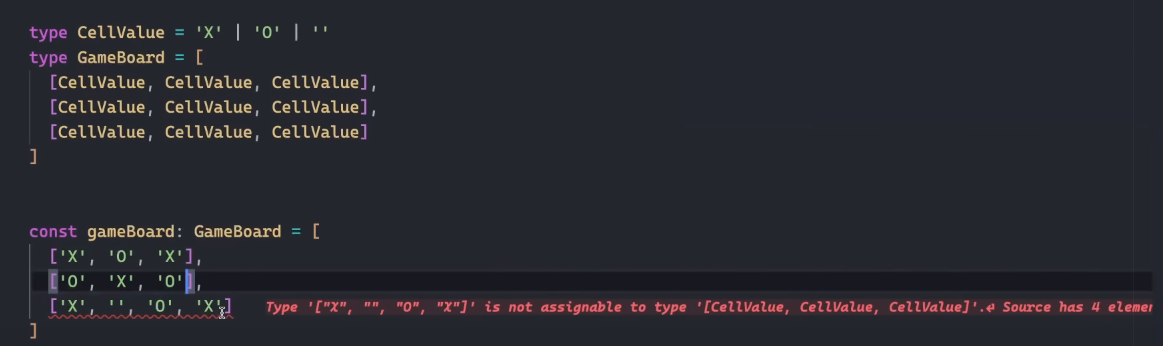 type CellValue = 'X' | 'O' | ''
type GameBoard = [
[CellValue, CellValue, CellValue],
[CellValue, CellValue, CellValue],
[CellValue, CellValue, CellValue]
]
const gameBoard: GameBoard = [
['X', 'O', 'X'],
['O', 'X', 'O'],
['X', '', 'O', 'X'] Type '["X", "", "O", "X"]' is not assignable to type '[CellValue, CellValue, CellValue]'.↵ Source has 4 elemen
]